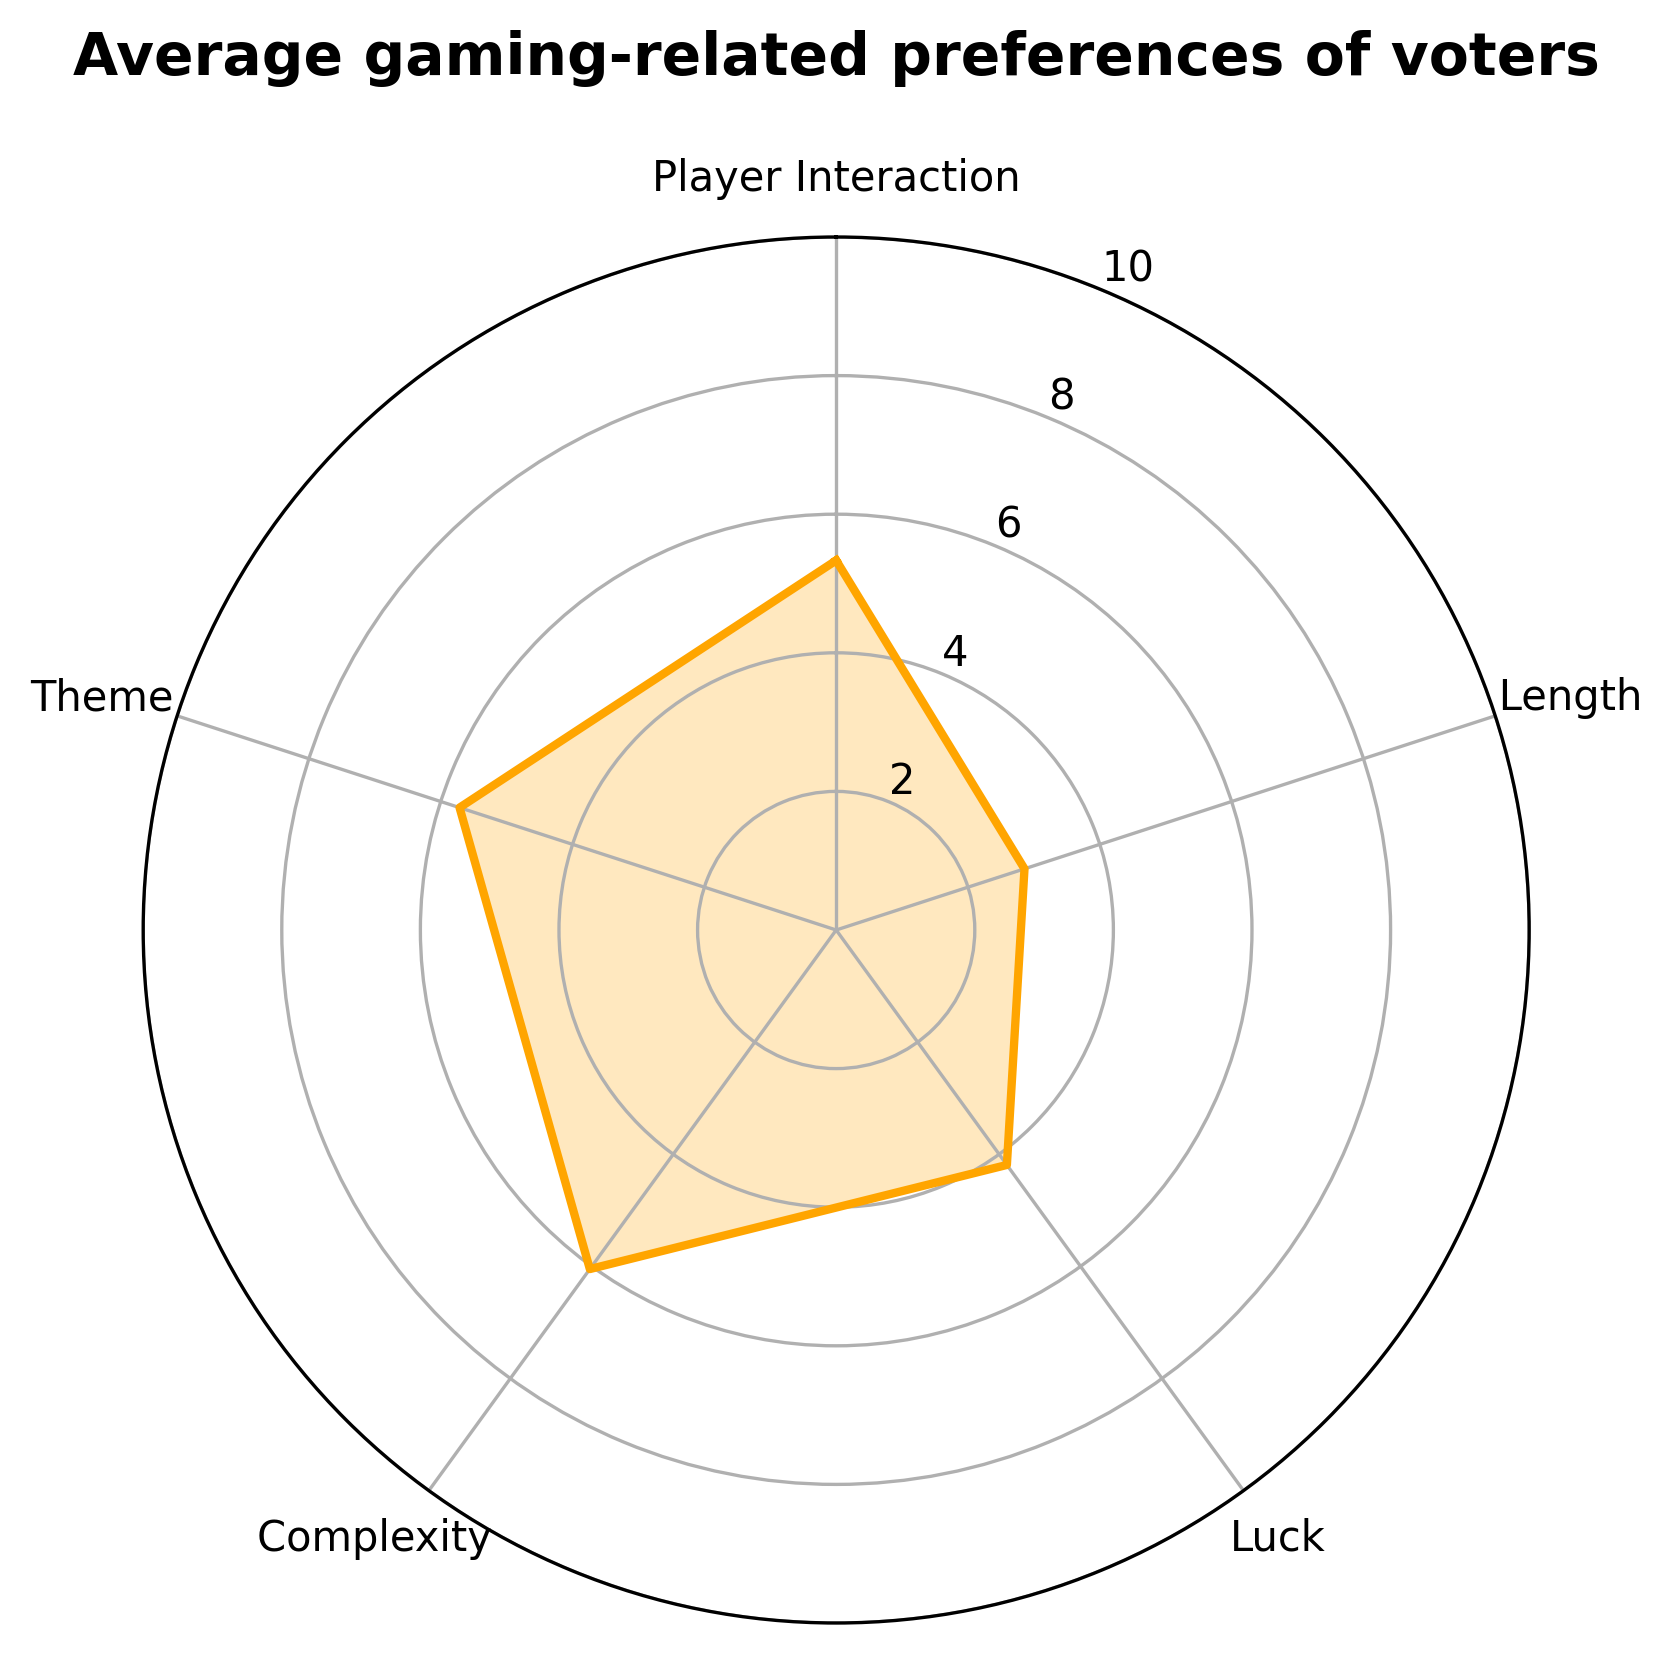 Average gaming-related preferences of voters
Player Interaction
10
8
6
4
2
Theme
Length
Complexity
Luck